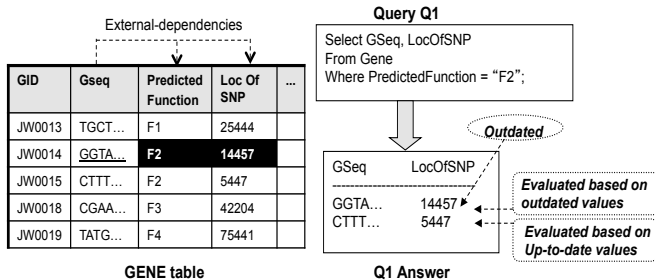 External-dependencies
GID Gseq Predicted Function Loc Of SNP ...
JW0013 TGCT… F1 25444
JW0014 GGTA… F2 14457
JW0015 CTTT… F2 5447
JW0018 CGAA… F3 42204
JW0019 TATG… F4 75441
GENE table
Query Q1
Select GSeq, LocOfSNP
From Gene
Where PredictedFunction = “F2”;
Outdated
GSeq LocOfSNP
--------------------------------------
GGTA… 14457
CTTT… 5447
Evaluated based on
outdated values
Evaluated based on
Up-to-date values
Q1 Answer